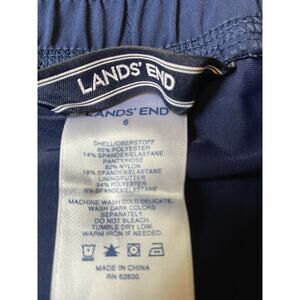 LANDS' END
LANDS' END
6
SHELL/OBERSTOFF
86% POLYESTER
14% SPANDEX/ELASTANE
PANTY/HOSE
82% NYLON
18% SPANDEX/ELASTANE
LINING/FUTTER
94% POLYESTER
6% SPANDEX/ELASTANE
MACHINE WASH COLD DELICATE.
WASH DARK COLORS
SEPARATELY.
DO NOT BLEACH.
TUMBLE DRY LOW.
WARM IRON IF NEEDED.
MADE IN CHINA
RN 62830